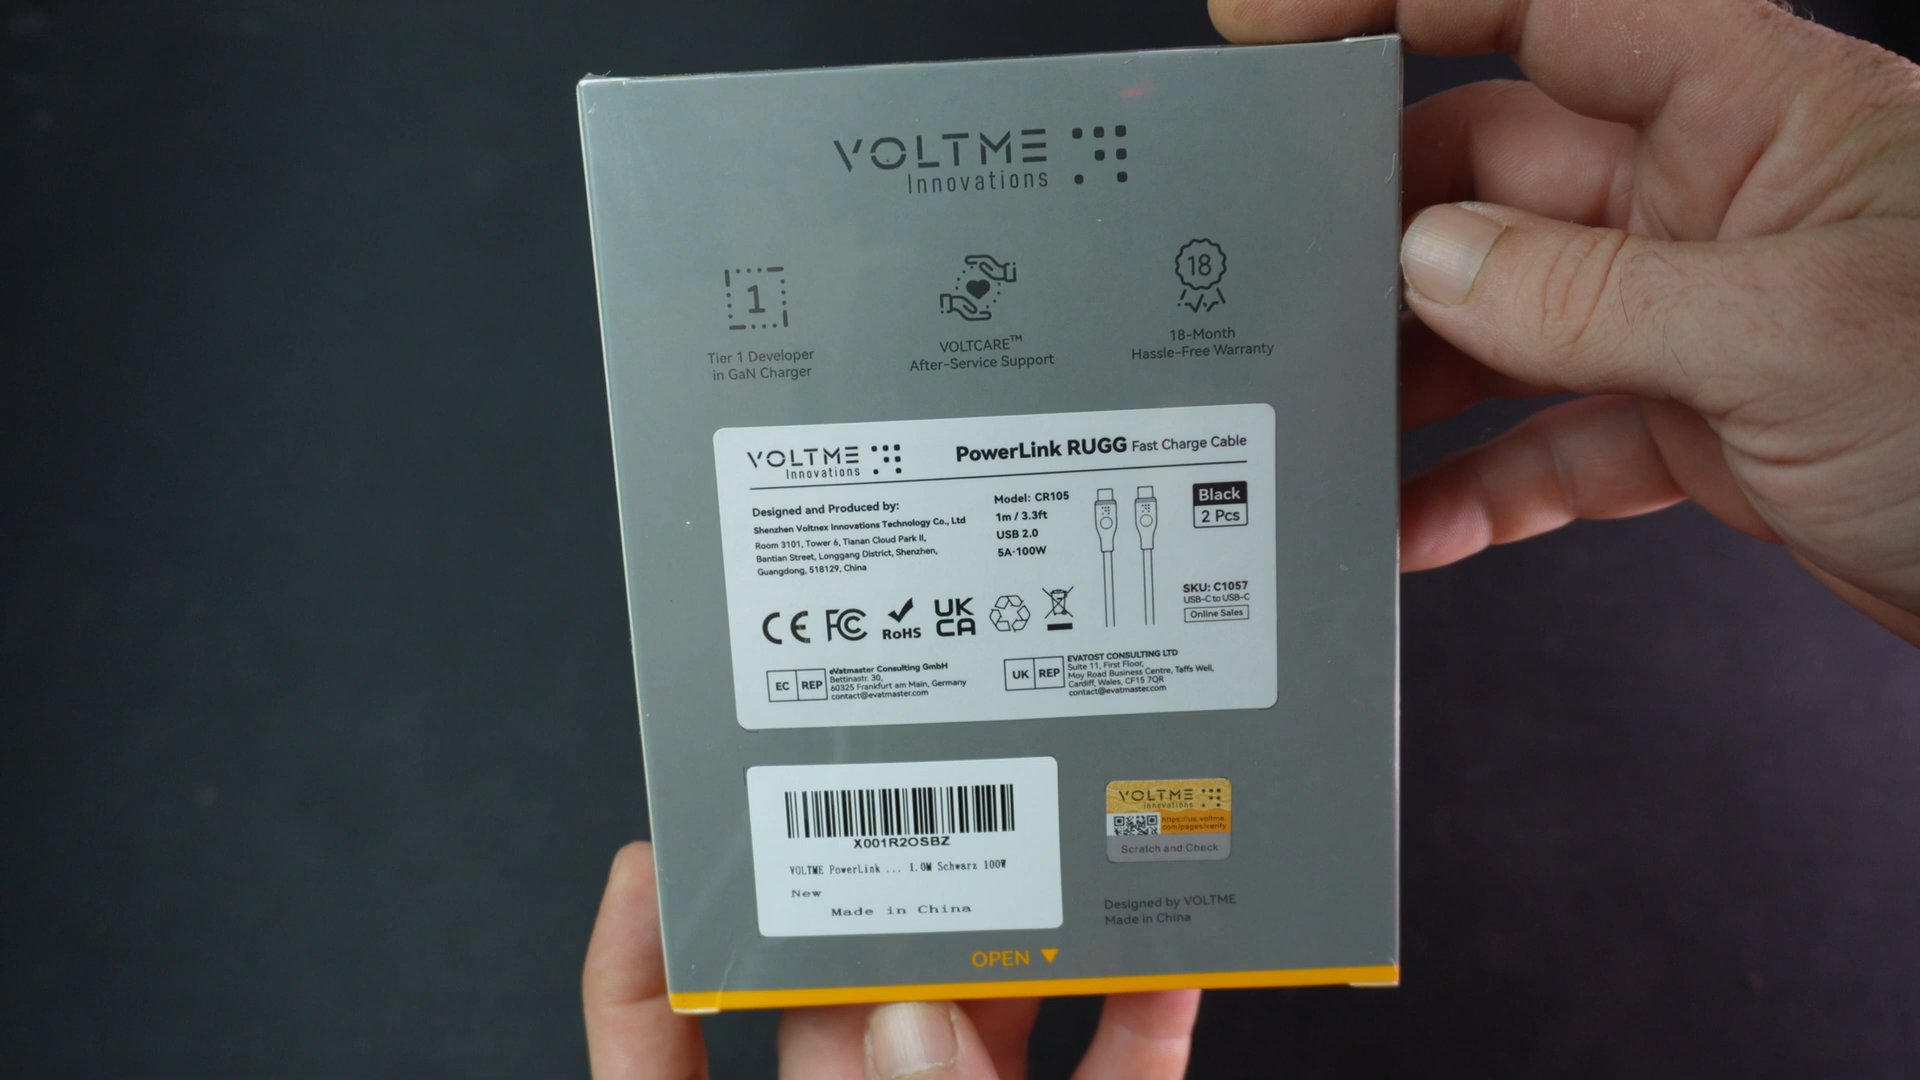 VOLTME
Innovations
1
Tier 1 Developer
in GaN Charger
VOLTCARE™
After-Service Support
18
18-Month
Hassle-Free Warranty
VOLTME
Innovations
PowerLink RUGG Fast Charge Cable
Designed and Produced by:
Shenzhen Voltnex Innovations Technology Co., Ltd
Room 3101, Tower 6, Tianan Cloud Park II,
Bantian Street, Longgang District, Shenzhen,
Guangdong, 518129, China
Model: CR105
1m / 3.3ft
USB 2.0
5A·100W
Black
2 Pcs
SKU: C1057
USB-C to USB-C
Online Sales
CE FC RoHS UK CA
EC REP
eVatmaster Consulting GmbH
Bettinastr. 30,
60325 Frankfurt am Main, Germany
contact@evatmaster.com
UK REP
EVATOST CONSULTING LTD
Suite 11, First Floor,
Moy Road Business Centre, Taffs Well,
Cardiff, Wales, CF15 7QR
contact@evatmaster.com
X001R2OSBZ
VOLTME PowerLink ... 1.0M Schwarz 100W
New
Made in China
VOLTME
Innovations
https://us.voltme.
com/pages/verify
Scratch and Check
Designed by VOLTME
Made in China
OPEN